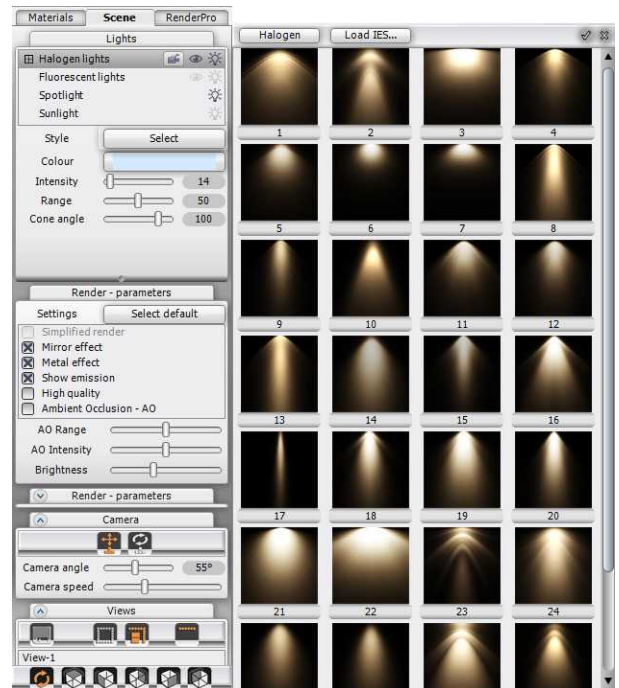 Materials Scene RenderPro
Lights
Halogen lights
Fluorescent lights
Spotlight
Sunlight
Style Select
Colour
Intensity 14
Range 50
Cone angle 100
Render - parameters
Settings Select default
Simplified render
Mirror effect
Metal effect
Show emission
High quality
Ambient Occlusion - AO
AO Range
AO Intensity
Brightness
Render - parameters
Camera
Camera angle 55°
Camera speed
Views
View-1
Halogen Load IES...
1 2 3 4
5 6 7 8
9 10 11 12
13 14 15 16
17 18 19 20
21 22 23 24